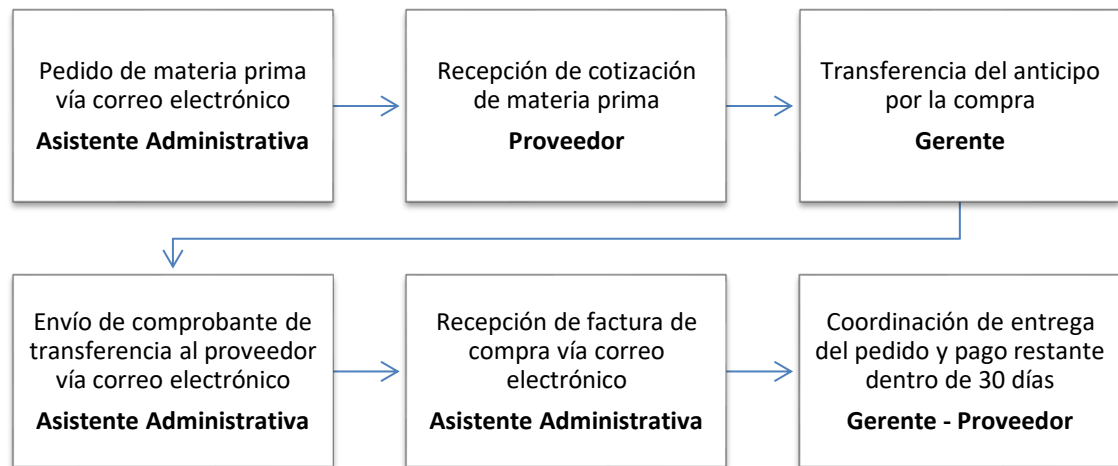 Pedido de materia prima
vía correo electrónico
Asistente Administrativa
Recepción de cotización
de materia prima
Proveedor
Transferencia del anticipo
por la compra
Gerente
Envío de comprobante de
transferencia al proveedor
vía correo electrónico
Asistente Administrativa
Recepción de factura de
compra vía correo
electrónico
Asistente Administrativa
Coordinación de entrega
del pedido y pago restante
dentro de 30 días
Gerente - Proveedor